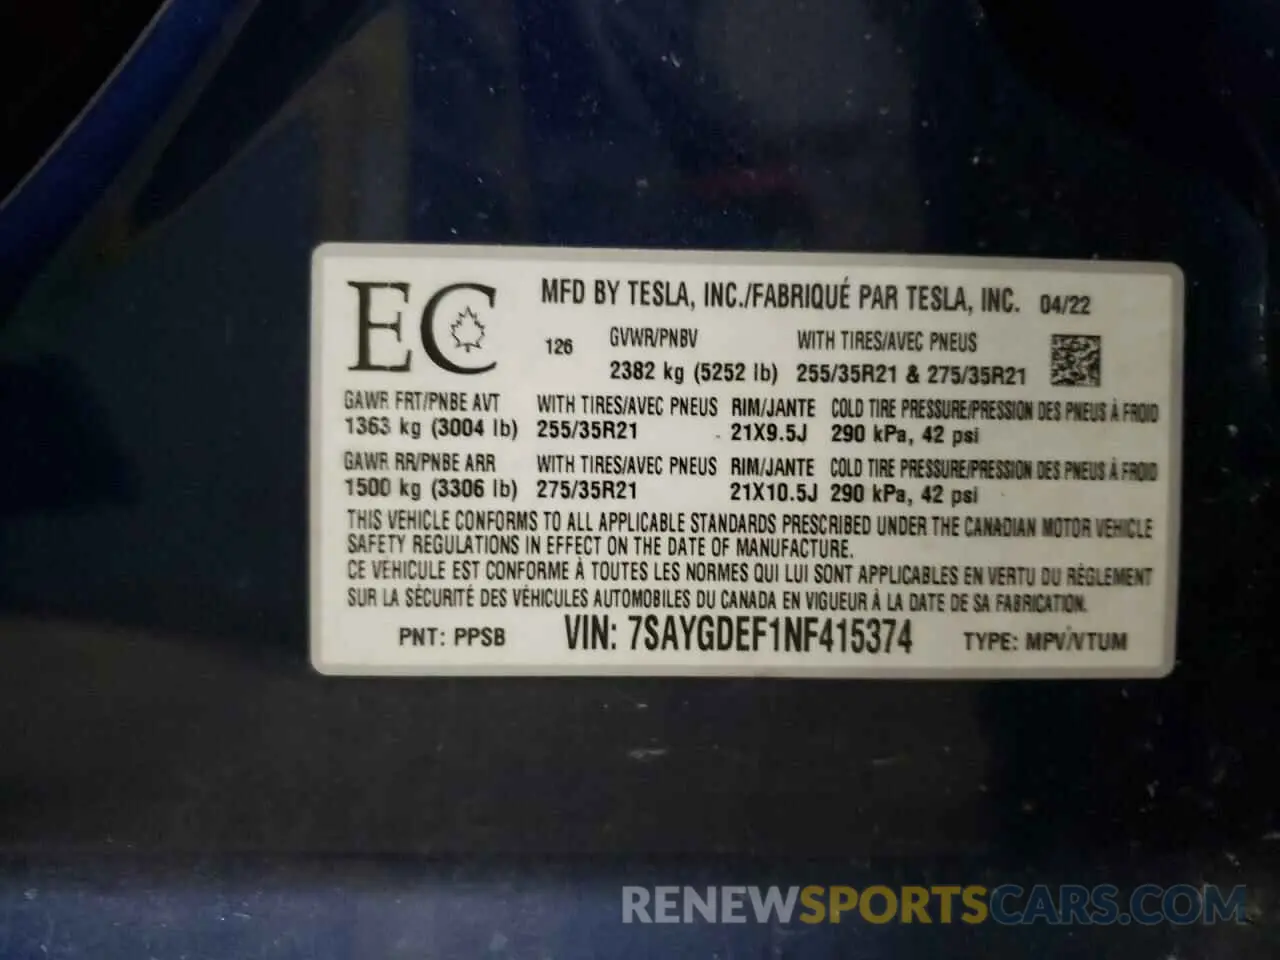 EC MFD BY TESLA, INC./FABRIQUÉ PAR TESLA, INC. 04/22
126 GVWR/PNBV WITH TIRES/AVEC PNEUS
2382 kg (5252 lb) 255/35R21 & 275/35R21
GAWR FRT/PNBE AVT WITH TIRES/AVEC PNEUS RIM/JANTE COLD TIRE PRESSURE/PRESSION DES PNEUS À FROID
1363 kg (3004 lb) 255/35R21 21X9.5J 290 kPa, 42 psi
GAWR RR/PNBE ARR WITH TIRES/AVEC PNEUS RIM/JANTE COLD TIRE PRESSURE/PRESSION DES PNEUS À FROID
1500 kg (3306 lb) 275/35R21 21X10.5J 290 kPa, 42 psi
THIS VEHICLE CONFORMS TO ALL APPLICABLE STANDARDS PRESCRIBED UNDER THE CANADIAN MOTOR VEHICLE
SAFETY REGULATIONS IN EFFECT ON THE DATE OF MANUFACTURE.
CE VEHICULE EST CONFORME À TOUTES LES NORMES QUI LUI SONT APPLICABLES EN VERTU DU RÈGLEMENT
SUR LA SÉCURITÉ DES VÉHICULES AUTOMOBILES DU CANADA EN VIGUEUR À LA DATE DE SA FABRICATION.
PNT: PPSB VIN: 7SAYGDEF1NF415374 TYPE: MPV/VTUM
RENEWSPORTSCARS.COM